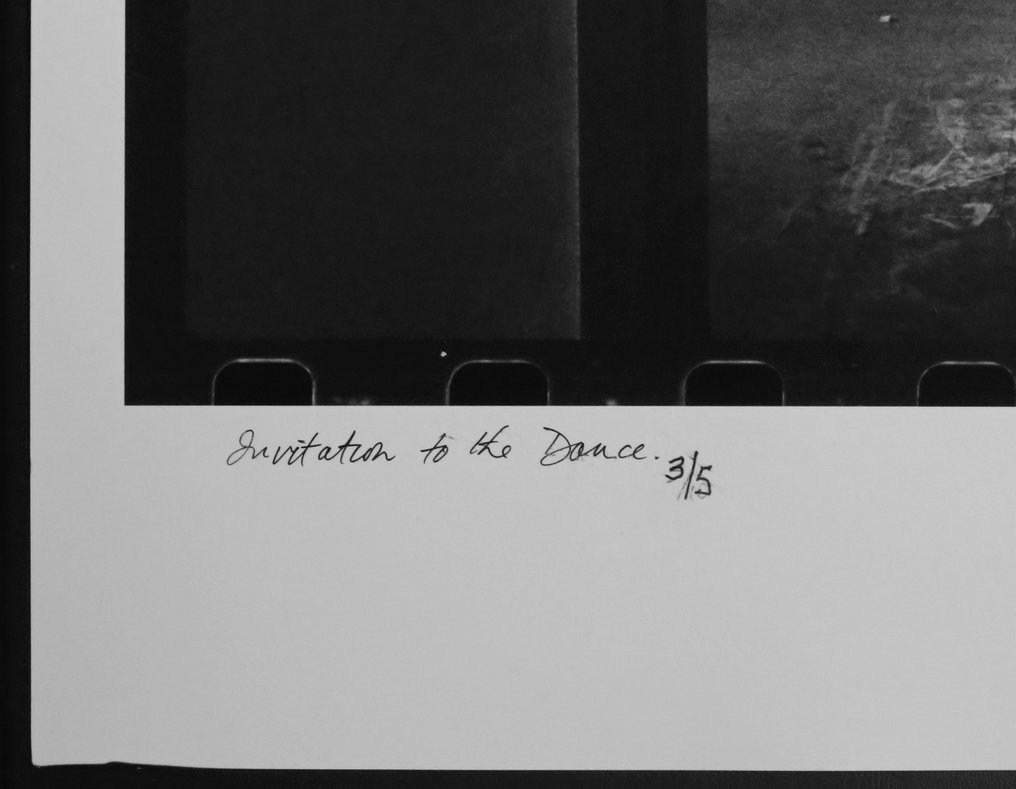 Invitation to the Dance. 3/5